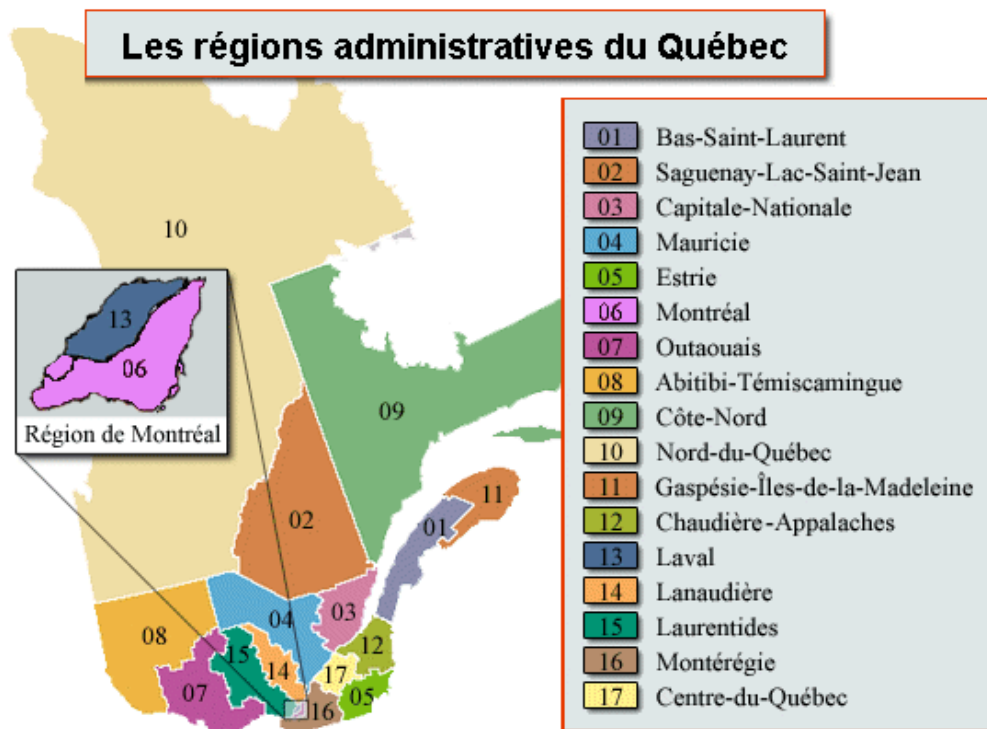 Les régions administratives du Québec
01 Bas-Saint-Laurent
02 Saguenay-Lac-Saint-Jean
03 Capitale-Nationale
04 Mauricie
05 Estrie
06 Montréal
07 Outaouais
08 Abitibi-Témiscamingue
09 Côte-Nord
10 Nord-du-Québec
11 Gaspésie-Îles-de-la-Madeleine
12 Chaudière-Appalaches
13 Laval
14 Lanaudière
15 Laurentides
16 Montérégie
17 Centre-du-Québec
10
13
06
Région de Montréal
09
11
02
01
04
03
08
12
15
14
17
07
05
16